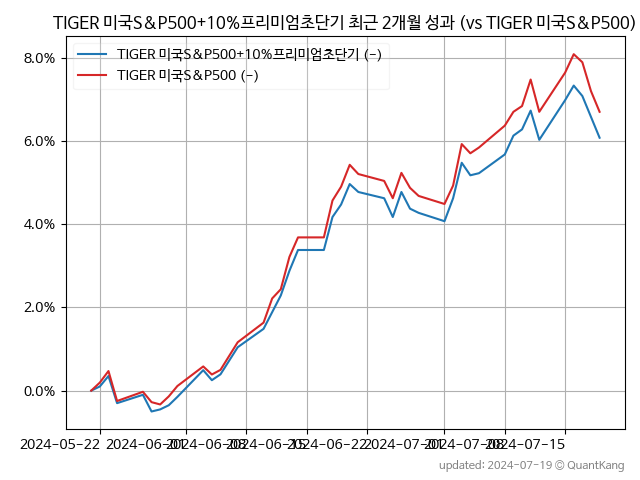 TIGER 미국S&P500+10%프리미엄초단기 최근 2개월 성과 (vs TIGER 미국S&P500)
TIGER 미국S&P500+10%프리미엄초단기 (-)
TIGER 미국S&P500 (-)
8.0%
6.0%
4.0%
2.0%
0.0%
2024-05-22 2024-06-01 2024-06-08 2024-06-15 2024-06-22 2024-07-01 2024-07-08 2024-07-15
updated: 2024-07-19 © QuantKang